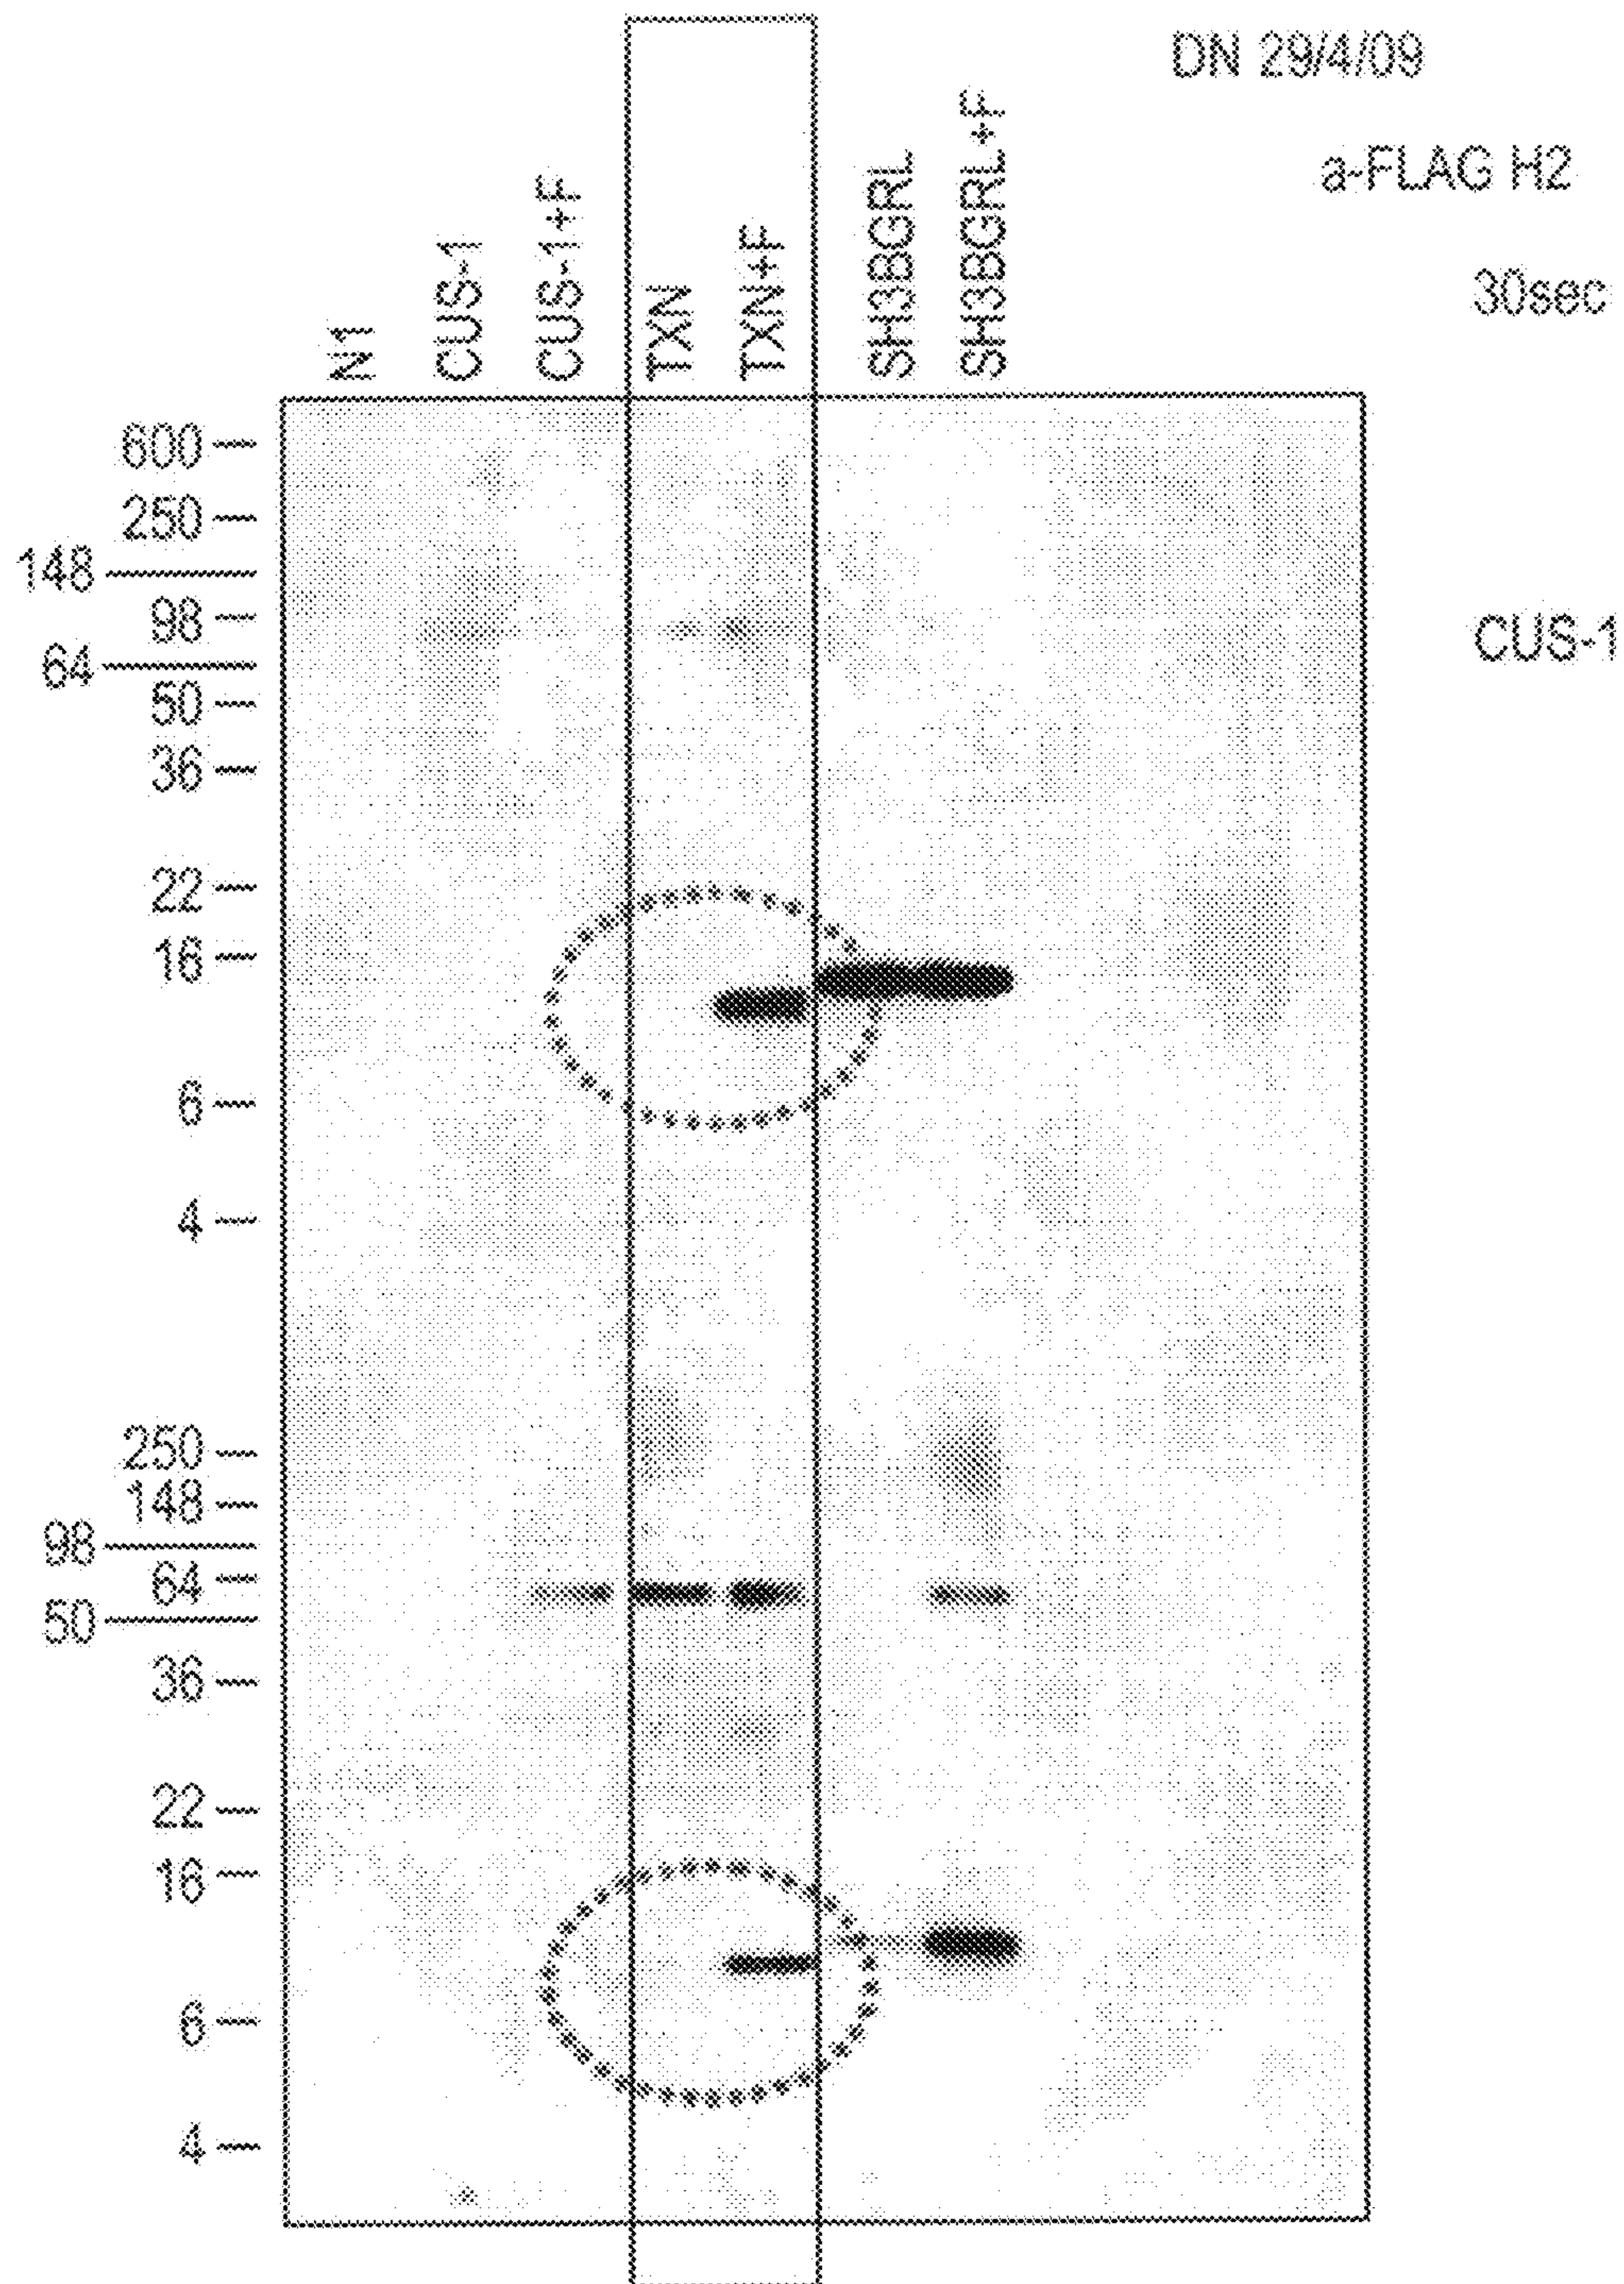 DN 29/4/09
a-FLAG H2
30sec
CUS-1
N1
CUS-1
CUS-1+F
TXN
TXN+F
SH3BGRL
SH3BGRL+F
600
250
148
98
64
50
36
22
16
6
4
250
148
98
64
50
36
22
16
6
4